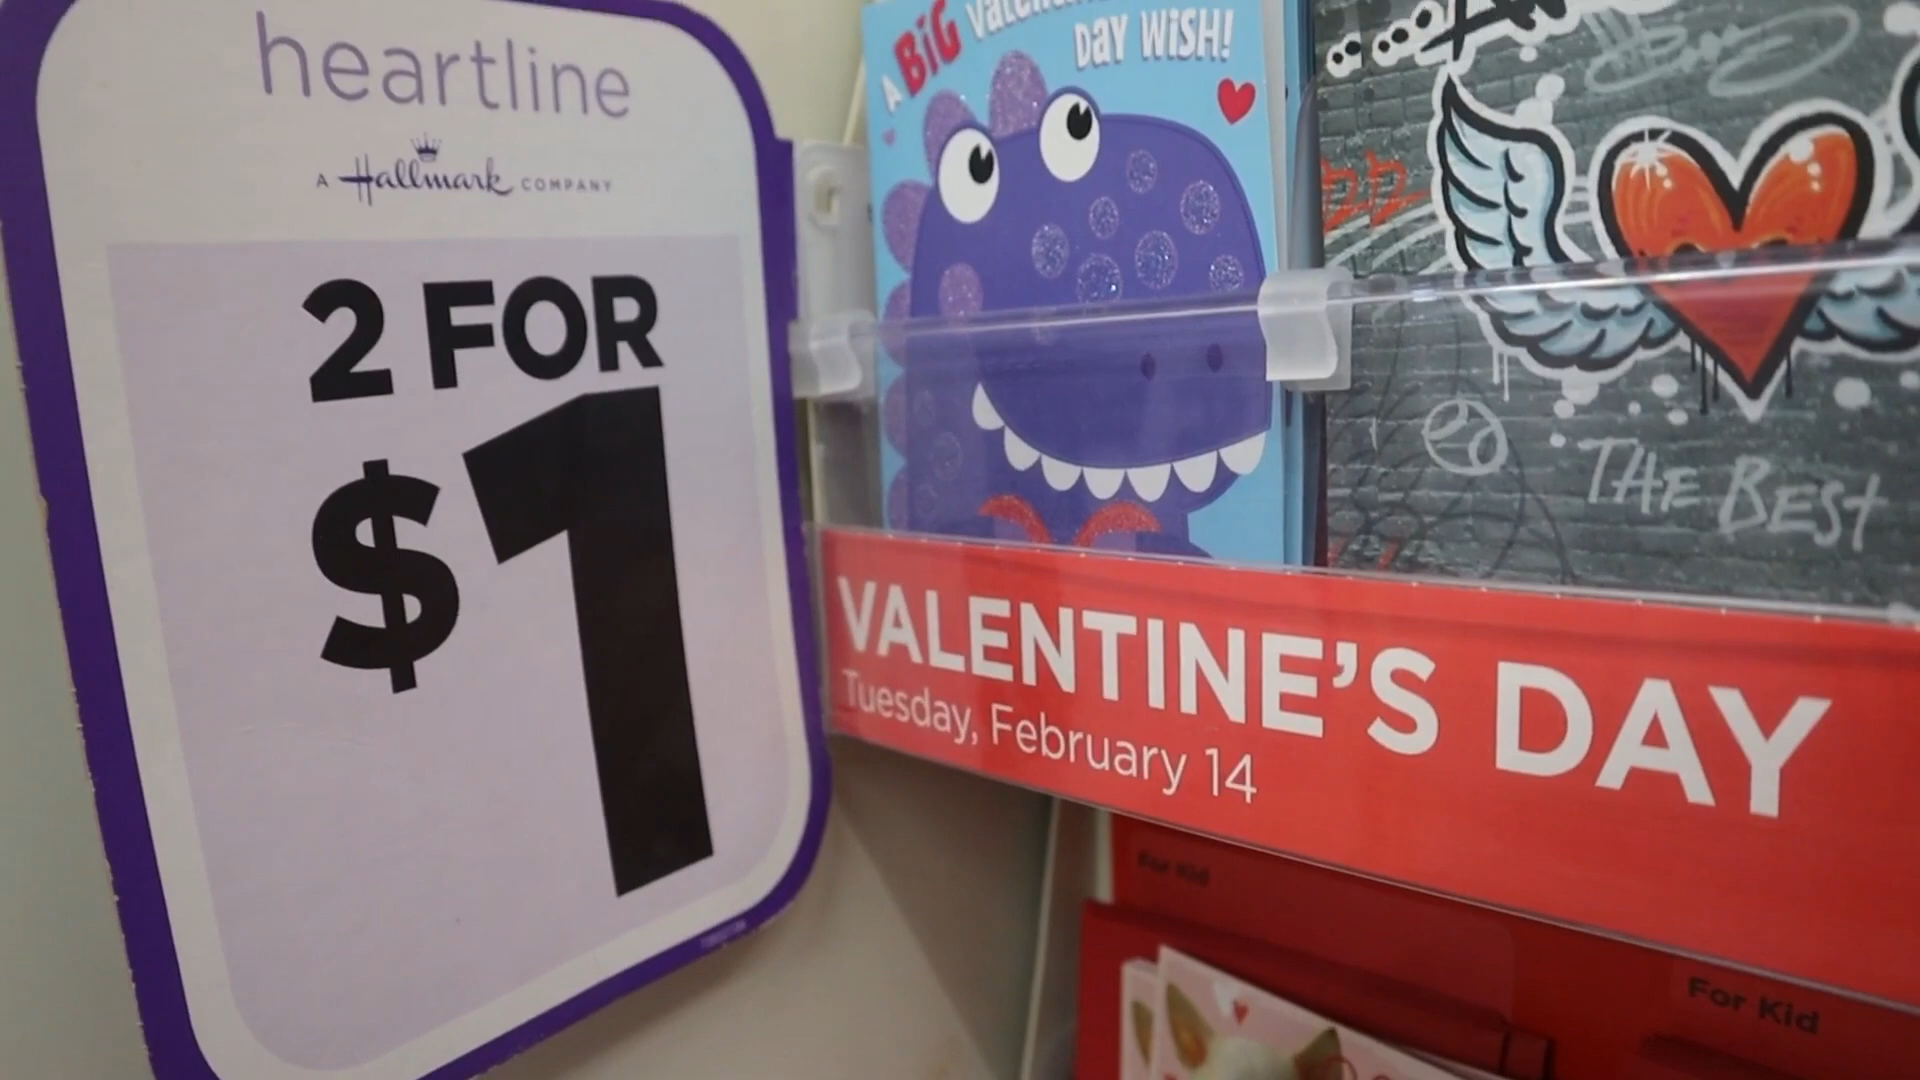 heartline
A Hallmark COMPANY
2 FOR
$1
A BiG Valentine's
DaY WiSH!
THE BEST
VALENTINE'S DAY
Tuesday, February 14
For Kid
For Kid